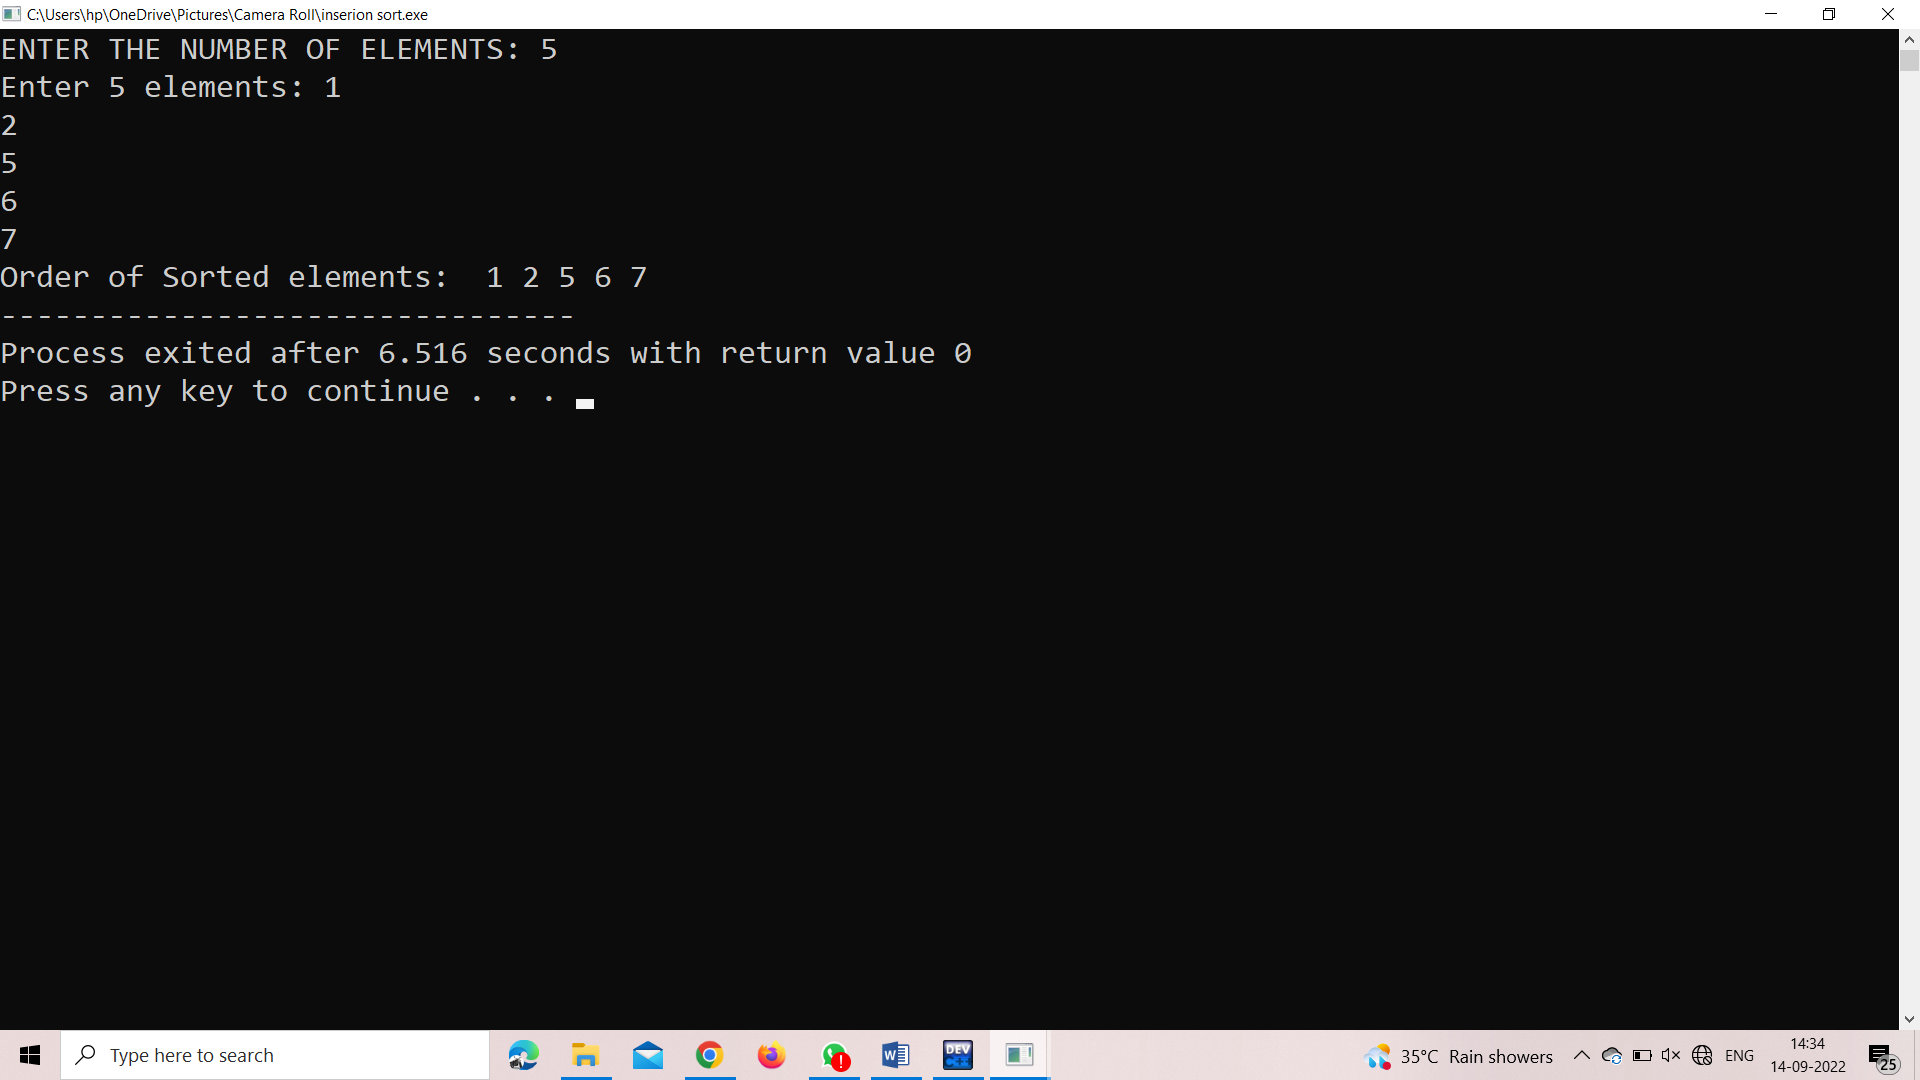 C:\Users\hp\OneDrive\Pictures\Camera Roll\inserion sort.exe
ENTER THE NUMBER OF ELEMENTS: 5
Enter 5 elements: 1
2
5
6
7
Order of Sorted elements:  1 2 5 6 7
--------------------------------
Process exited after 6.516 seconds with return value 0
Press any key to continue . . .
Type here to search
W
DEV
C++
35°C Rain showers
ENG
14:34
14-09-2022
25